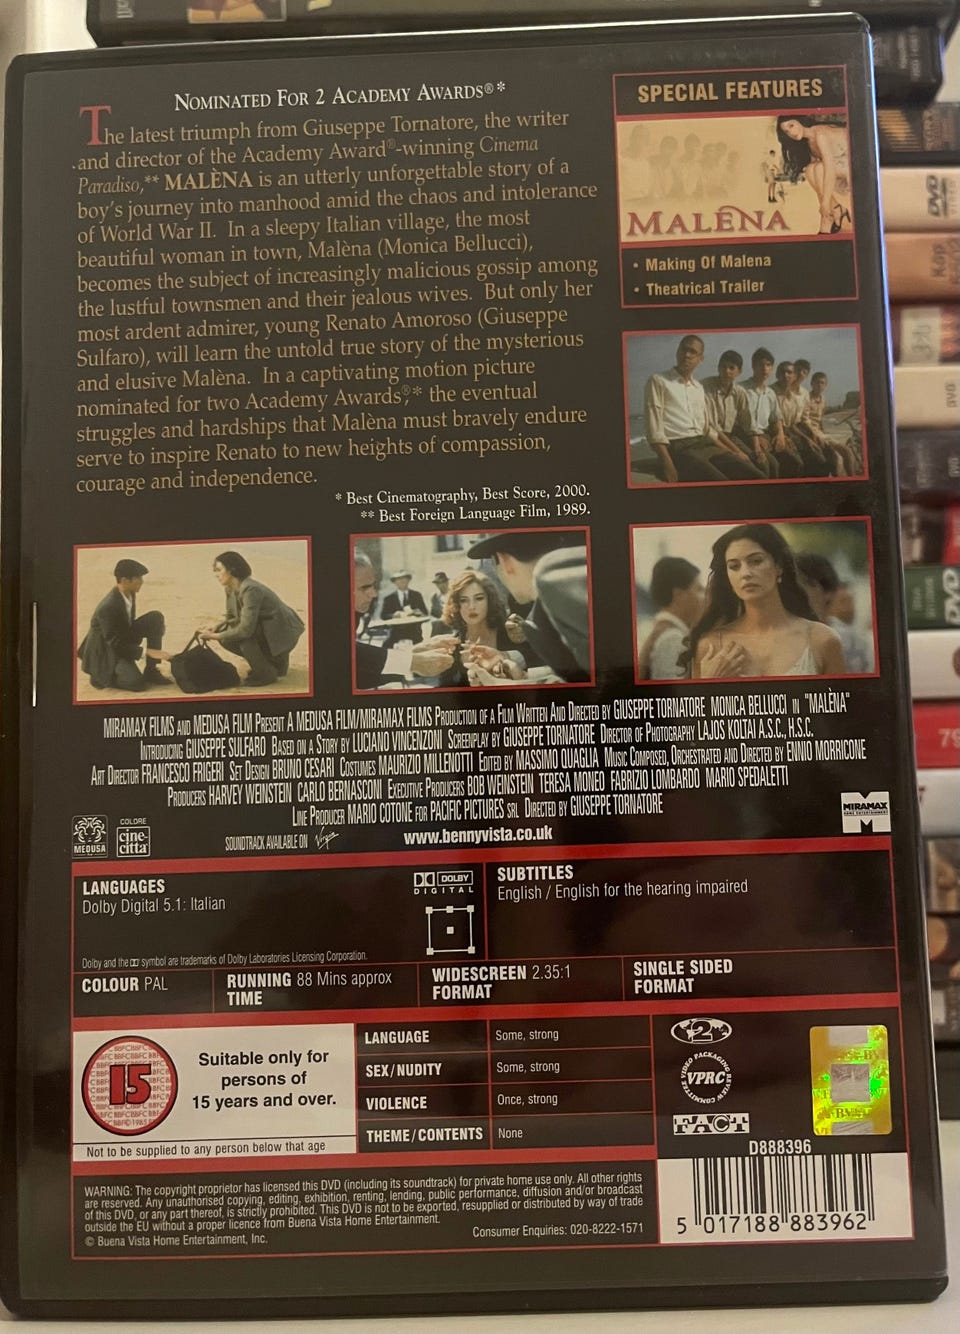 NOMINATED FOR 2 ACADEMY AWARDS®*
The latest triumph from Giuseppe Tornatore, the writer
and director of the Academy Award®-winning Cinema
Paradiso,** MALÈNA is an utterly unforgettable story of a
boy's journey into manhood amid the chaos and intolerance
of World War II. In a sleepy Italian village, the most
beautiful woman in town, Malèna (Monica Bellucci),
becomes the subject of increasingly malicious gossip among
the lustful townsmen and their jealous wives. But only her
most ardent admirer, young Renato Amoroso (Giuseppe
Sulfaro), will learn the untold true story of the mysterious
and elusive Malèna. In a captivating motion picture
nominated for two Academy Awards®,* the eventual
struggles and hardships that Malèna must bravely endure
serve to inspire Renato to new heights of compassion,
courage and independence.
* Best Cinematography, Best Score, 2000.
** Best Foreign Language Film, 1989.
SPECIAL FEATURES
MALÈNA
• Making Of Malena
• Theatrical Trailer
MIRAMAX FILMS AND MEDUSA FILM PRESENT A MEDUSA FILM/MIRAMAX FILMS PRODUCTION OF A FILM WRITTEN AND DIRECTED BY GIUSEPPE TORNATORE MONICA BELLUCCI IN "MALÈNA"
INTRODUCING GIUSEPPE SULFARO BASED ON A STORY BY LUCIANO VINCENZONI SCREENPLAY BY GIUSEPPE TORNATORE DIRECTOR OF PHOTOGRAPHY LAJOS KOLTAI A.S.C., H.S.C.
ART DIRECTOR FRANCESCO FRIGERI SET DESIGN BRUNO CESARI COSTUMES MAURIZIO MILLENOTTI EDITED BY MASSIMO QUAGLIA MUSIC COMPOSED, ORCHESTRATED AND DIRECTED BY ENNIO MORRICONE
PRODUCERS HARVEY WEINSTEIN CARLO BERNASCONI EXECUTIVE PRODUCERS BOB WEINSTEIN TERESA MONEO FABRIZIO LOMBARDO MARIO SPEDALETTI
LINE PRODUCER MARIO COTONE FOR PACIFIC PICTURES SRL DIRECTED BY GIUSEPPE TORNATORE
MEDUSA
COLORE
cine-
città
SOUNDTRACK AVAILABLE ON Virgin
www.bennyvista.co.uk
MIRAMAX
HOME ENTERTAINMENT
LANGUAGES
Dolby Digital 5.1: Italian
DOLBY
DIGITAL
Dolby and the symbol are trademarks of Dolby Laboratories Licensing Corporation.
SUBTITLES
English / English for the hearing impaired
COLOUR PAL
RUNNING 88 Mins approx
TIME
WIDESCREEN 2.35:1
FORMAT
SINGLE SIDED
FORMAT
15
Suitable only for
persons of
15 years and over.
Not to be supplied to any person below that age
LANGUAGE Some, strong
SEX/NUDITY Some, strong
VIOLENCE Once, strong
THEME/CONTENTS None
2
VIDEO PACKAGING REVIEW COMMITTEE
VPRC
FACT
D888396
5 017188 883962
WARNING: The copyright proprietor has licensed this DVD (including its soundtrack) for private home use only. All other rights
are reserved. Any unauthorised copying, editing, exhibition, renting, lending, public performance, diffusion and/or broadcast
of this DVD, or any part thereof, is strictly prohibited. This DVD is not to be exported, resupplied or distributed by way of trade
outside the EU without a proper licence from Buena Vista Home Entertainment.
© Buena Vista Home Entertainment, Inc.
Consumer Enquiries: 020-8222-1571